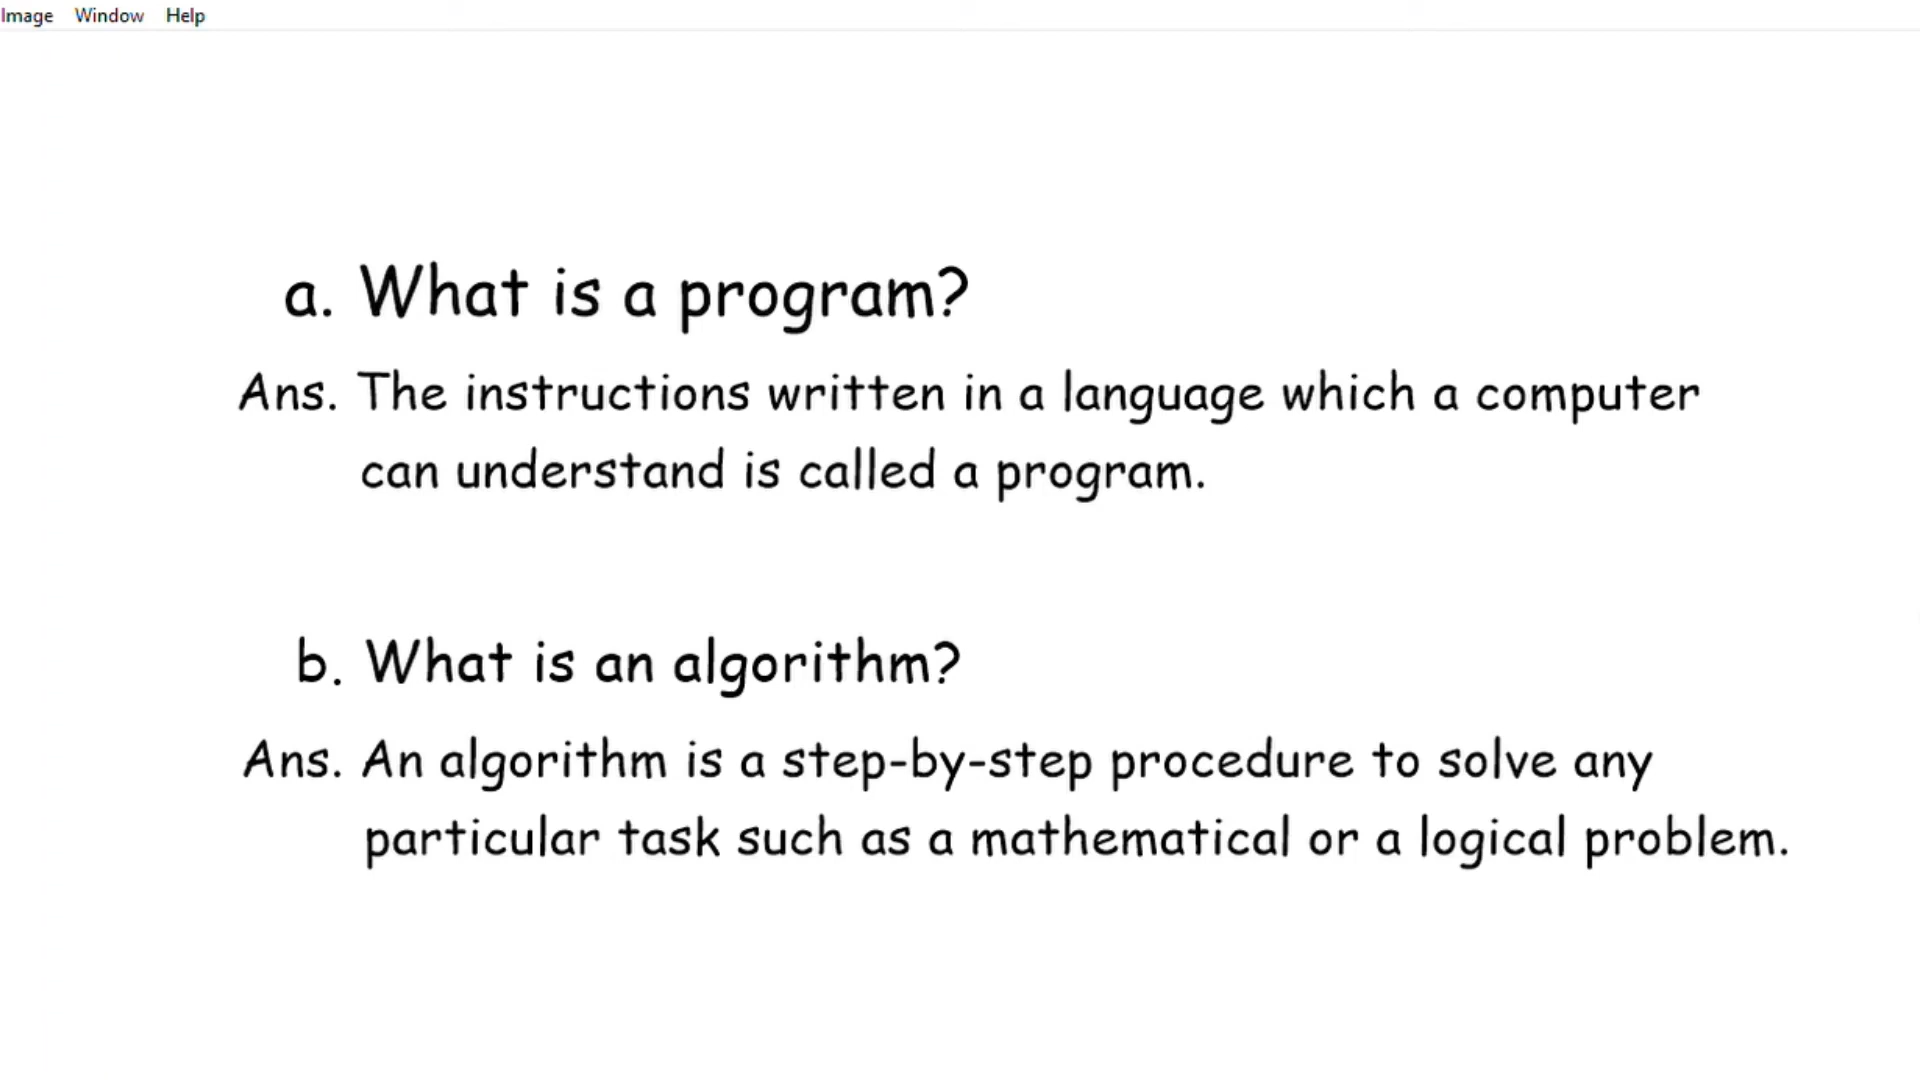 Image Window Help
a. What is a program?
Ans. The instructions written in a language which a computer
can understand is called a program.
b. What is an algorithm?
Ans. An algorithm is a step-by-step procedure to solve any
particular task such as a mathematical or a logical problem.